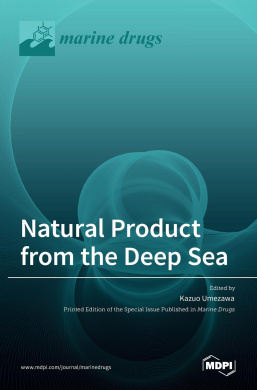 marine drugs
Natural Product
from the Deep Sea
Edited by
Kazuo Umezawa
Printed Edition of the Special Issue Published in Marine Drugs
www.mdpi.com/journal/marinedrugs
MDPI